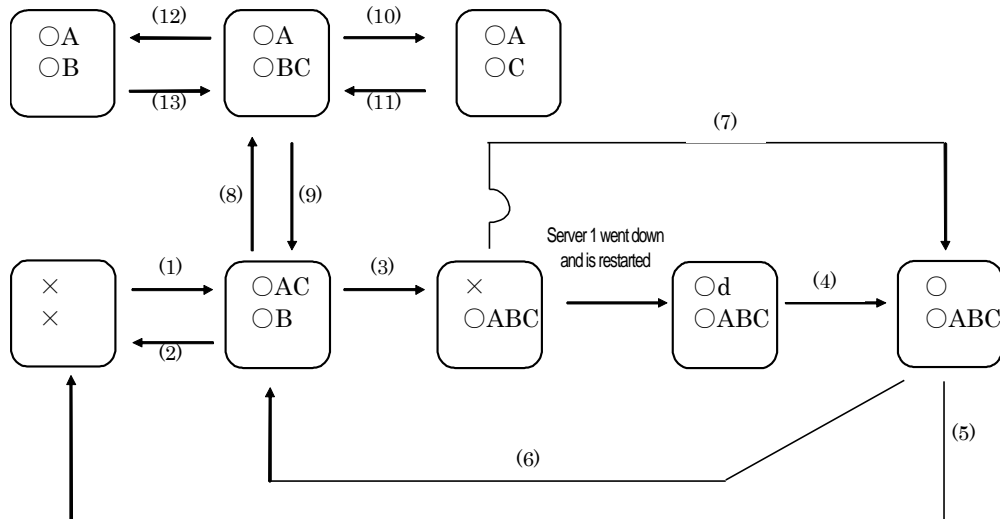 (12)
(10)
○A
○B
○A
○BC
○A
○C
(13)
(11)
(7)
(8)
(9)
Server 1 went down
and is restarted
(1)
(3)
(4)
×
×
○AC
○B
×
○ABC
○d
○ABC
○
○ABC
(2)
(6)
(5)